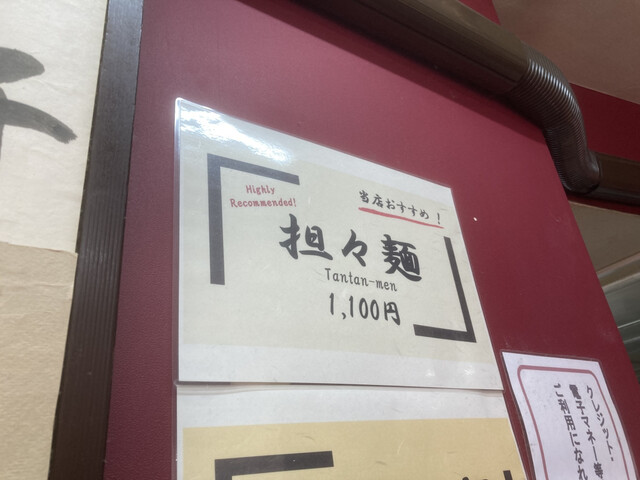 Highly
Recommended!
当店おすすめ！
担々麺
Tantan-men
1,100円
クレジット・
電子マネー等
ご利用になれ